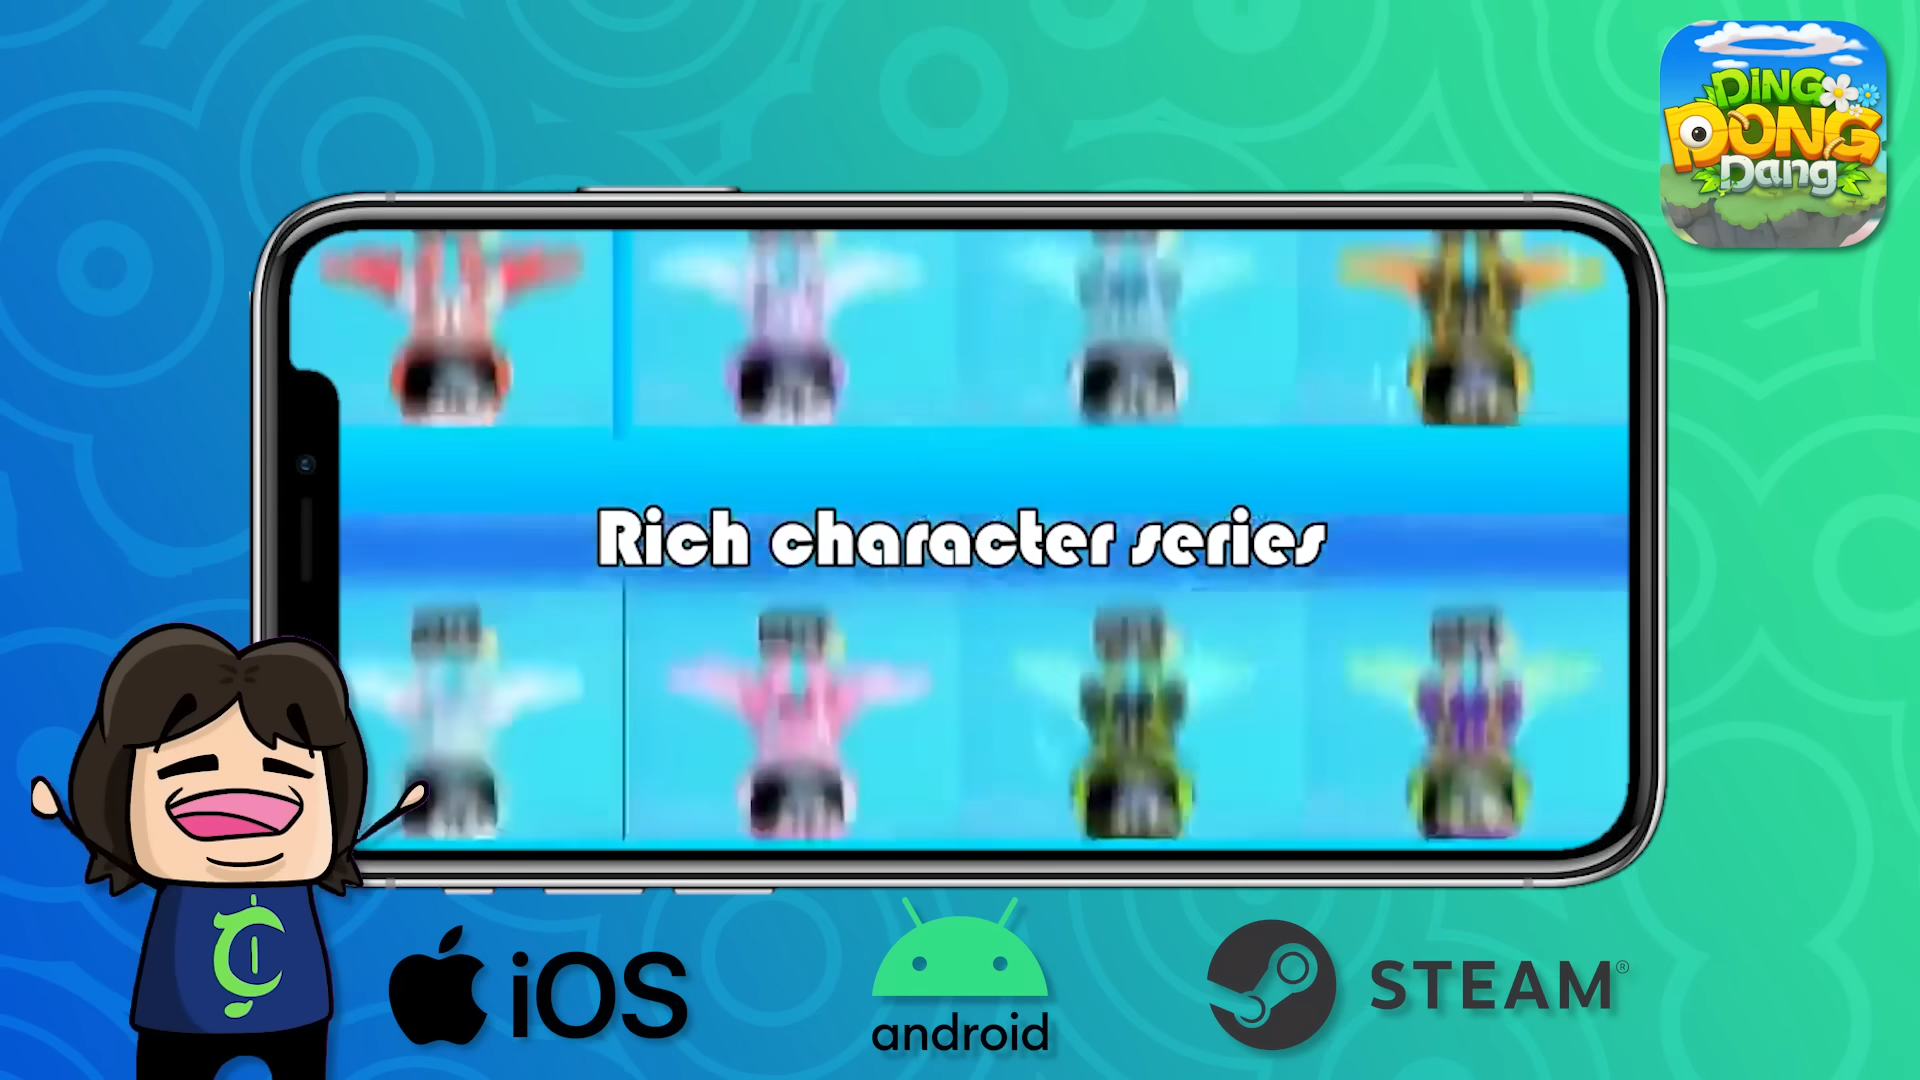 DiNG
DONG
Dang
Rich character series
iOS
android
STEAM®